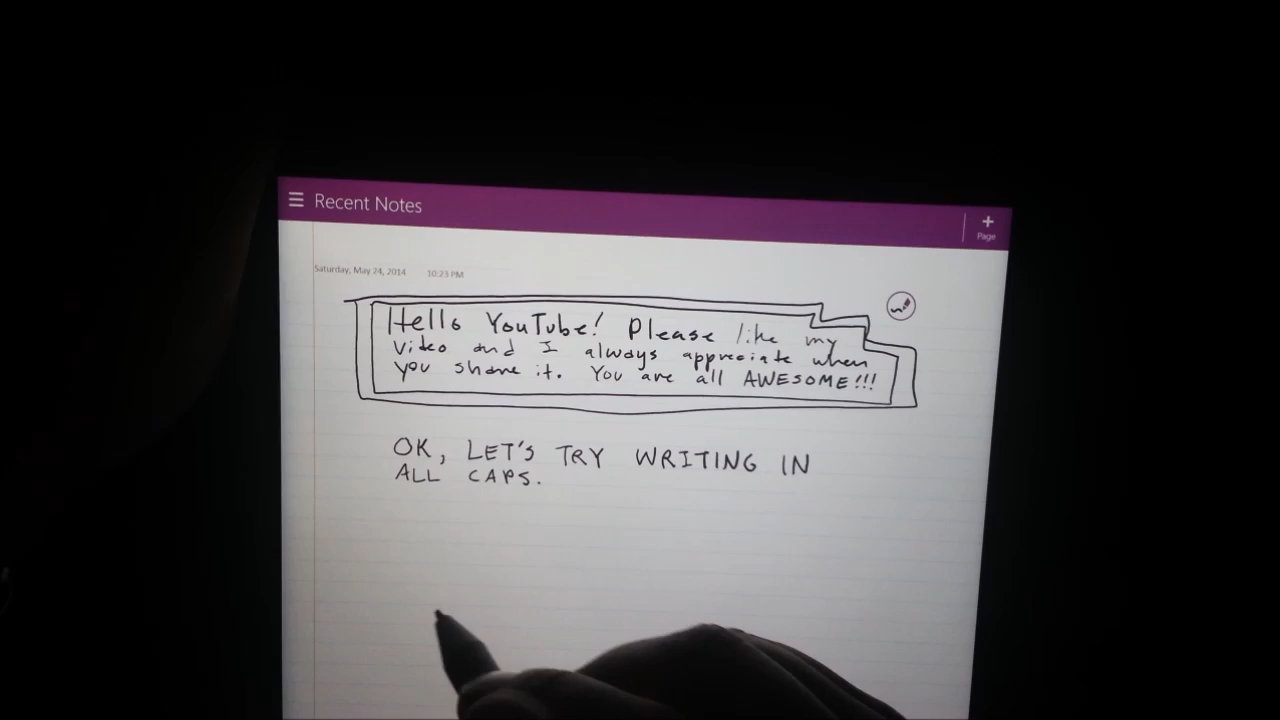 Recent Notes
+
Page
Saturday, May 24, 2014 10:23 PM
Hello YouTube! Please like my
video and I always appreciate when
you share it. You are all AWESOME!!!
OK, LET'S TRY WRITING IN
ALL CAPS.